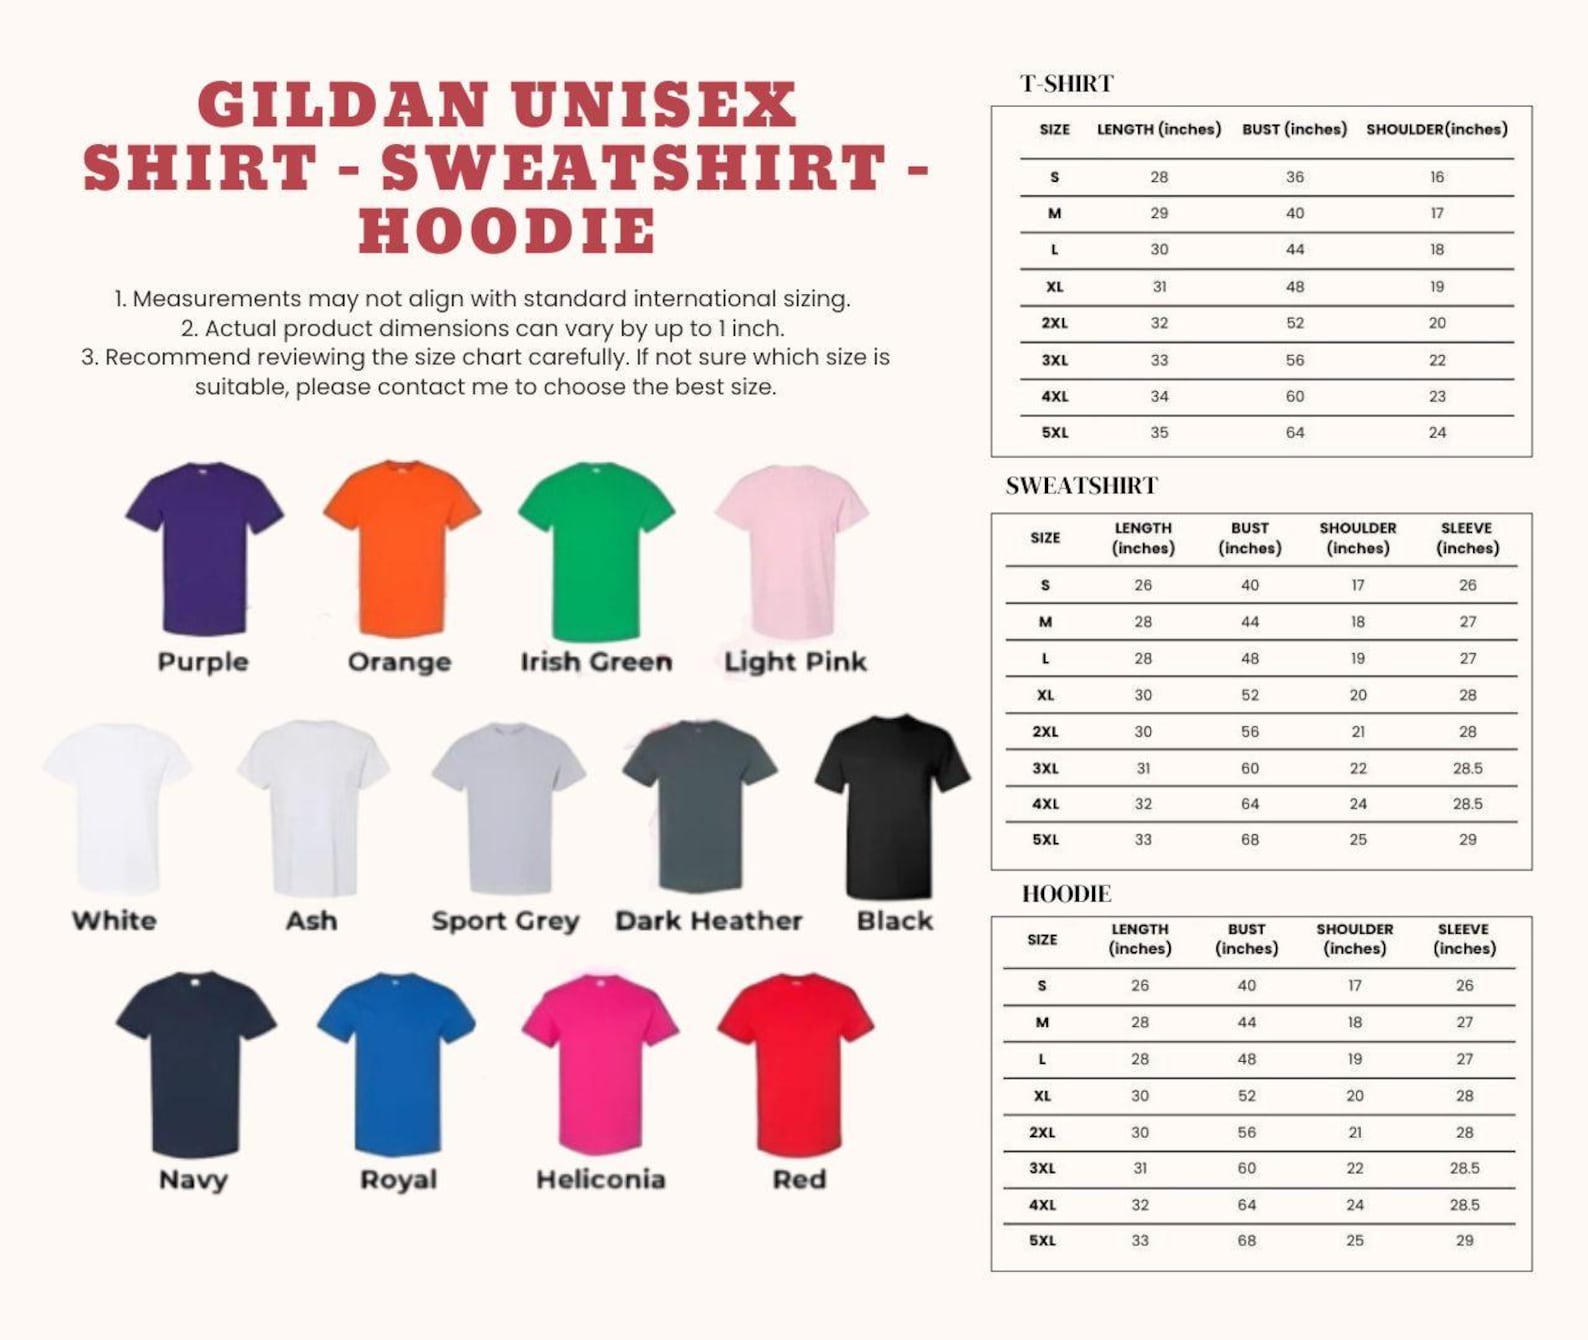 GILDAN UNISEX
SHIRT - SWEATSHIRT -
HOODIE
1. Measurements may not align with standard international sizing.
2. Actual product dimensions can vary by up to 1 inch.
3. Recommend reviewing the size chart carefully. If not sure which size is
suitable, please contact me to choose the best size.
Purple Orange Irish Green Light Pink
White Ash Sport Grey Dark Heather Black
Navy Royal Heliconia Red
T-SHIRT
SIZE LENGTH (inches) BUST (inches) SHOULDER(inches)
S 28 36 16
M 29 40 17
L 30 44 18
XL 31 48 19
2XL 32 52 20
3XL 33 56 22
4XL 34 60 23
5XL 35 64 24
SWEATSHIRT
SIZE LENGTH (inches) BUST (inches) SHOULDER (inches) SLEEVE (inches)
S 26 40 17 26
M 28 44 18 27
L 28 48 19 27
XL 30 52 20 28
2XL 30 56 21 28
3XL 31 60 22 28.5
4XL 32 64 24 28.5
5XL 33 68 25 29
HOODIE
SIZE LENGTH (inches) BUST (inches) SHOULDER (inches) SLEEVE (inches)
S 26 40 17 26
M 28 44 18 27
L 28 48 19 27
XL 30 52 20 28
2XL 30 56 21 28
3XL 31 60 22 28.5
4XL 32 64 24 28.5
5XL 33 68 25 29